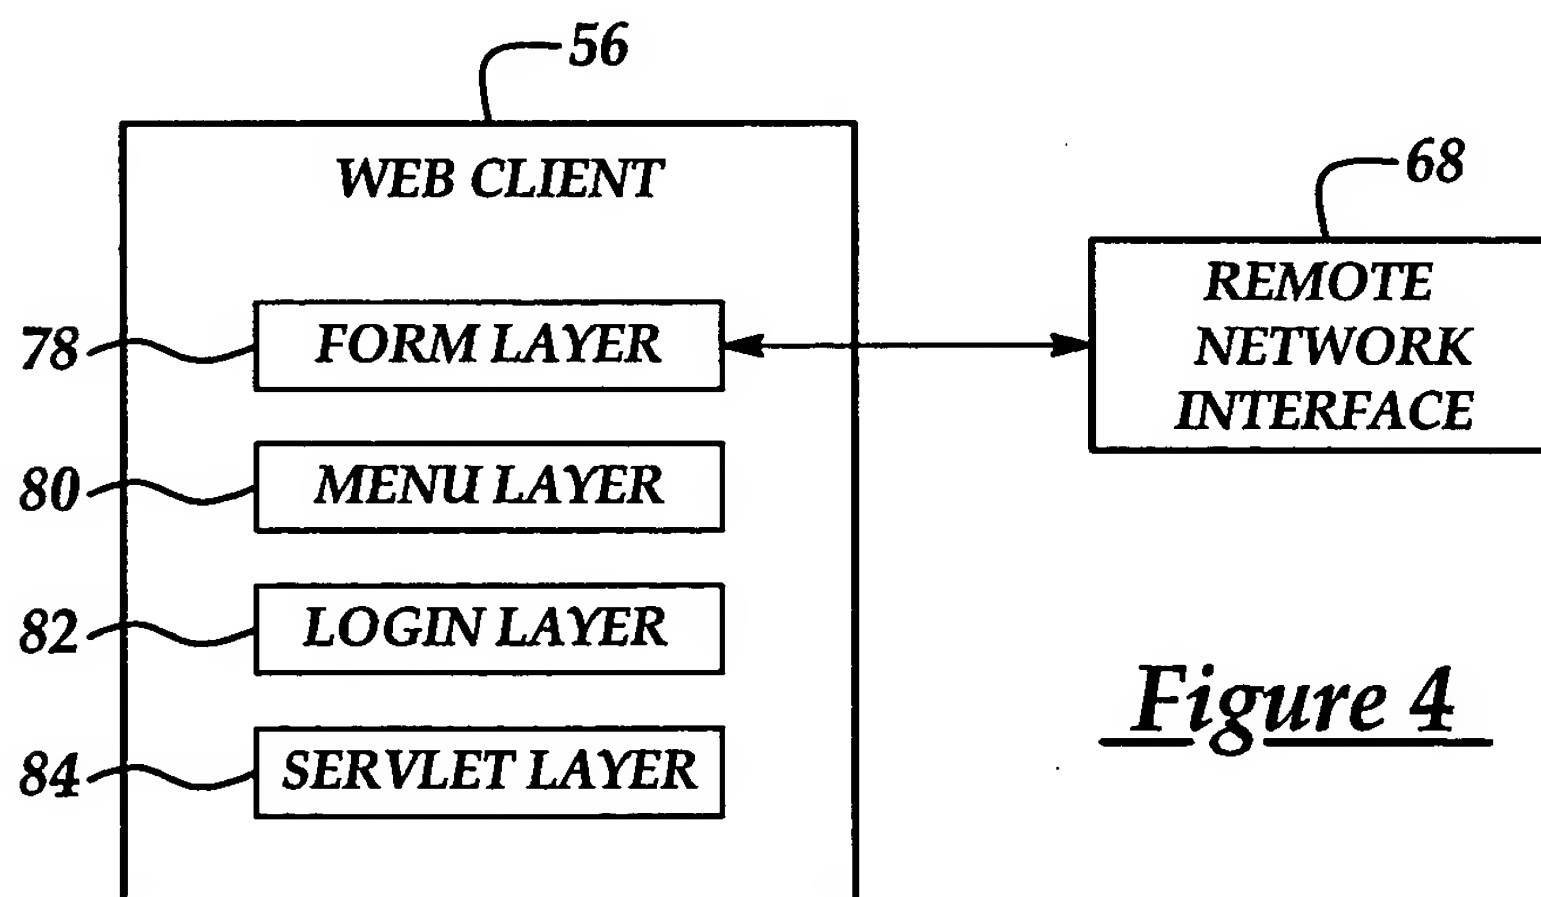 56
WEB CLIENT
68
REMOTE
NETWORK
INTERFACE
78
FORM LAYER
80
MENU LAYER
82
LOGIN LAYER
84
SERVLET LAYER
Figure 4